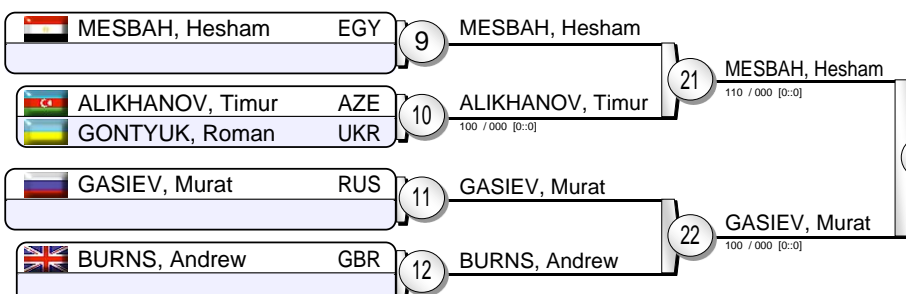 MESBAH, Hesham EGY
9
MESBAH, Hesham
21
MESBAH, Hesham
110 / 000 [0::0]
ALIKHANOV, Timur AZE
GONTYUK, Roman UKR
10
ALIKHANOV, Timur
100 / 000 [0::0]
GASIEV, Murat RUS
11
GASIEV, Murat
22
GASIEV, Murat
100 / 000 [0::0]
BURNS, Andrew GBR
12
BURNS, Andrew